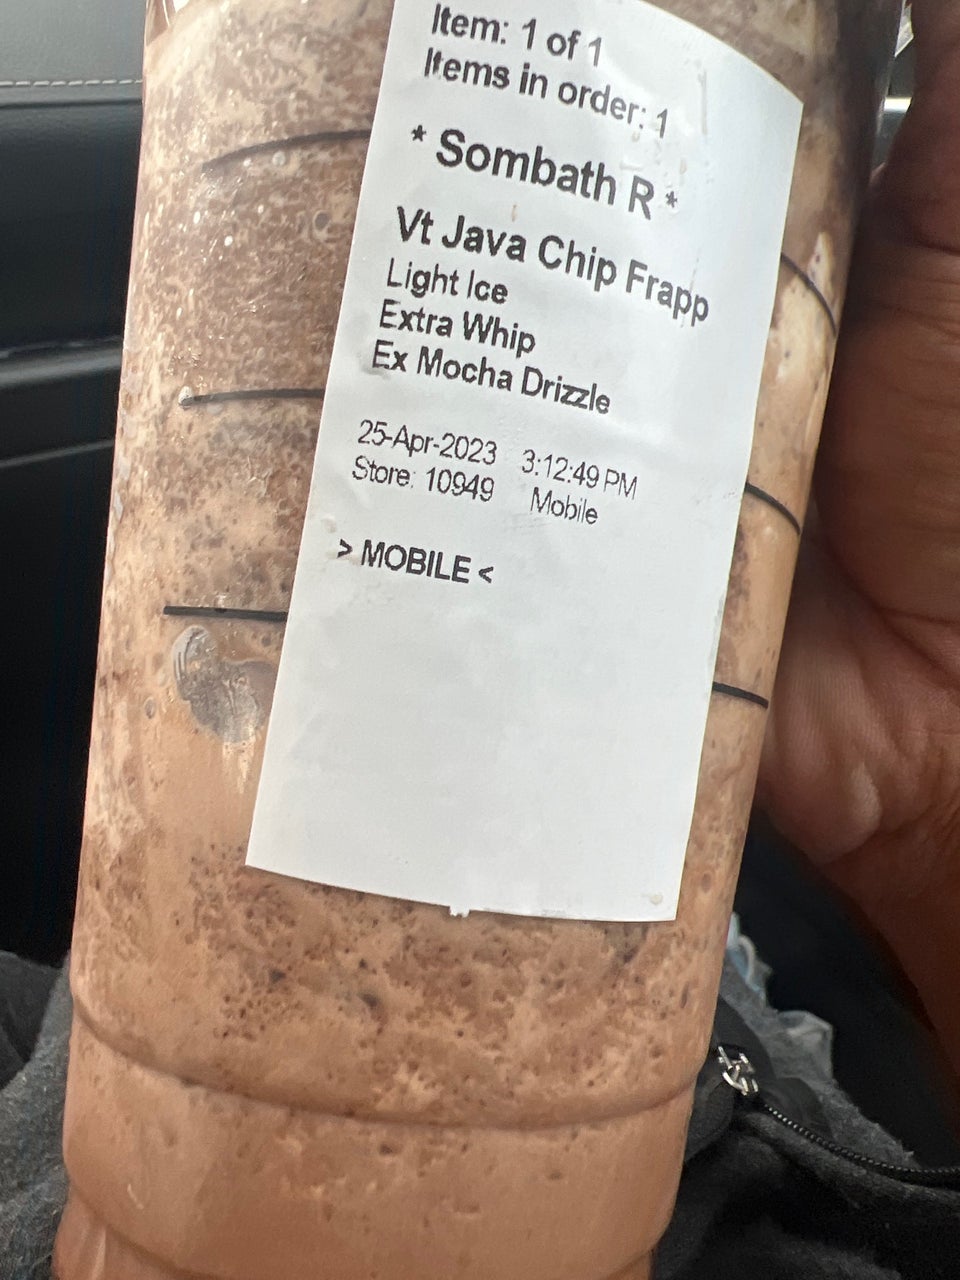 Item: 1 of 1
Items in order: 1
* Sombath R *
Vt Java Chip Frapp
Light Ice
Extra Whip
Ex Mocha Drizzle
25-Apr-2023 3:12:49 PM
Store: 10949 Mobile
> MOBILE <